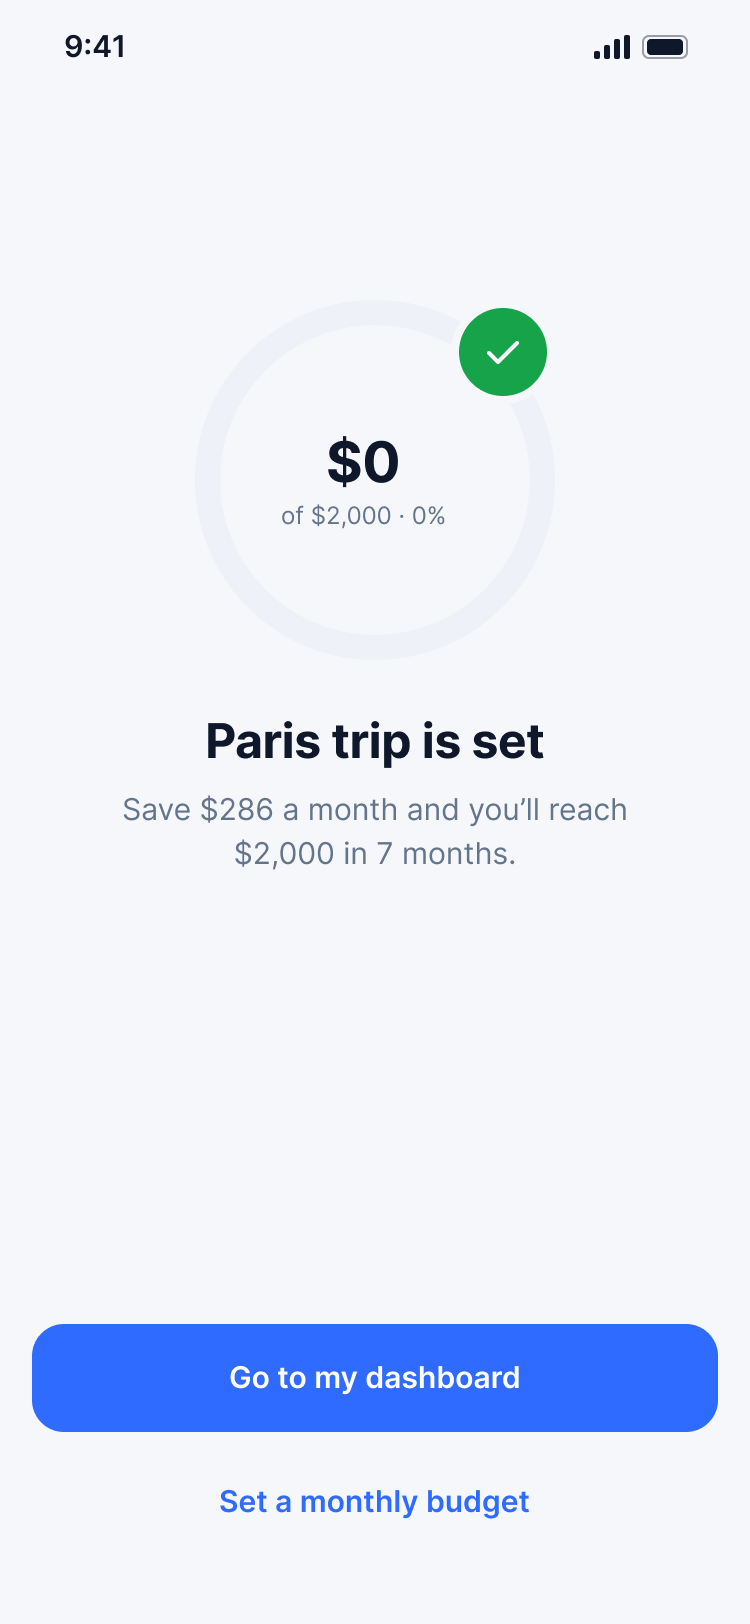 9:41
$0
of $2,000 · 0%
Paris trip is set
Save $286 a month and you’ll reach
$2,000 in 7 months.
Go to my dashboard
Set a monthly budget